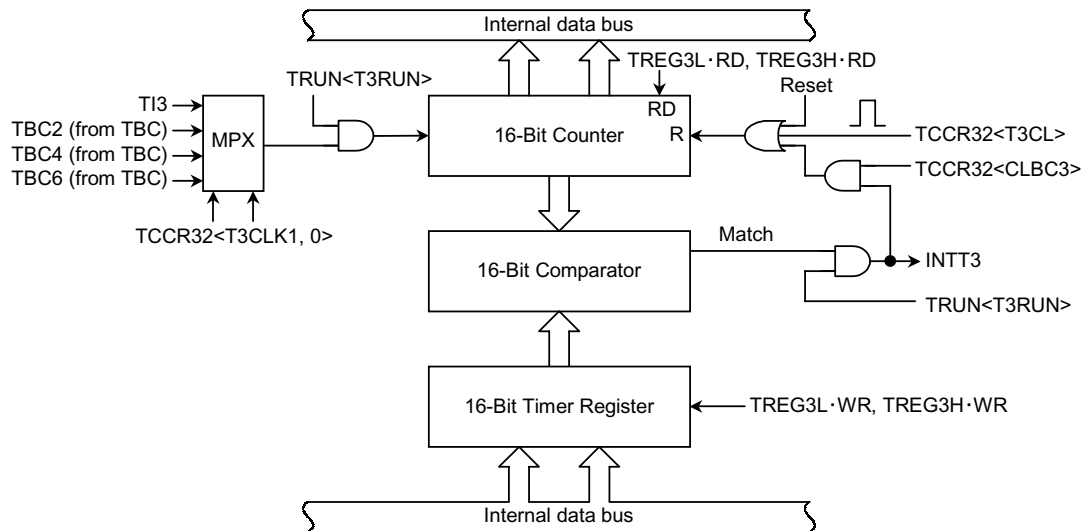 Internal data bus
TREG3L·RD, TREG3H·RD
TRUN<T3RUN>
Reset
TI3
RD
TBC2 (from TBC)
MPX
16-Bit Counter
R
TCCR32<T3CL>
TBC4 (from TBC)
TBC6 (from TBC)
TCCR32<CLBC3>
TCCR32<T3CLK1, 0>
Match
16-Bit Comparator
INTT3
TRUN<T3RUN>
16-Bit Timer Register
TREG3L·WR, TREG3H·WR
Internal data bus